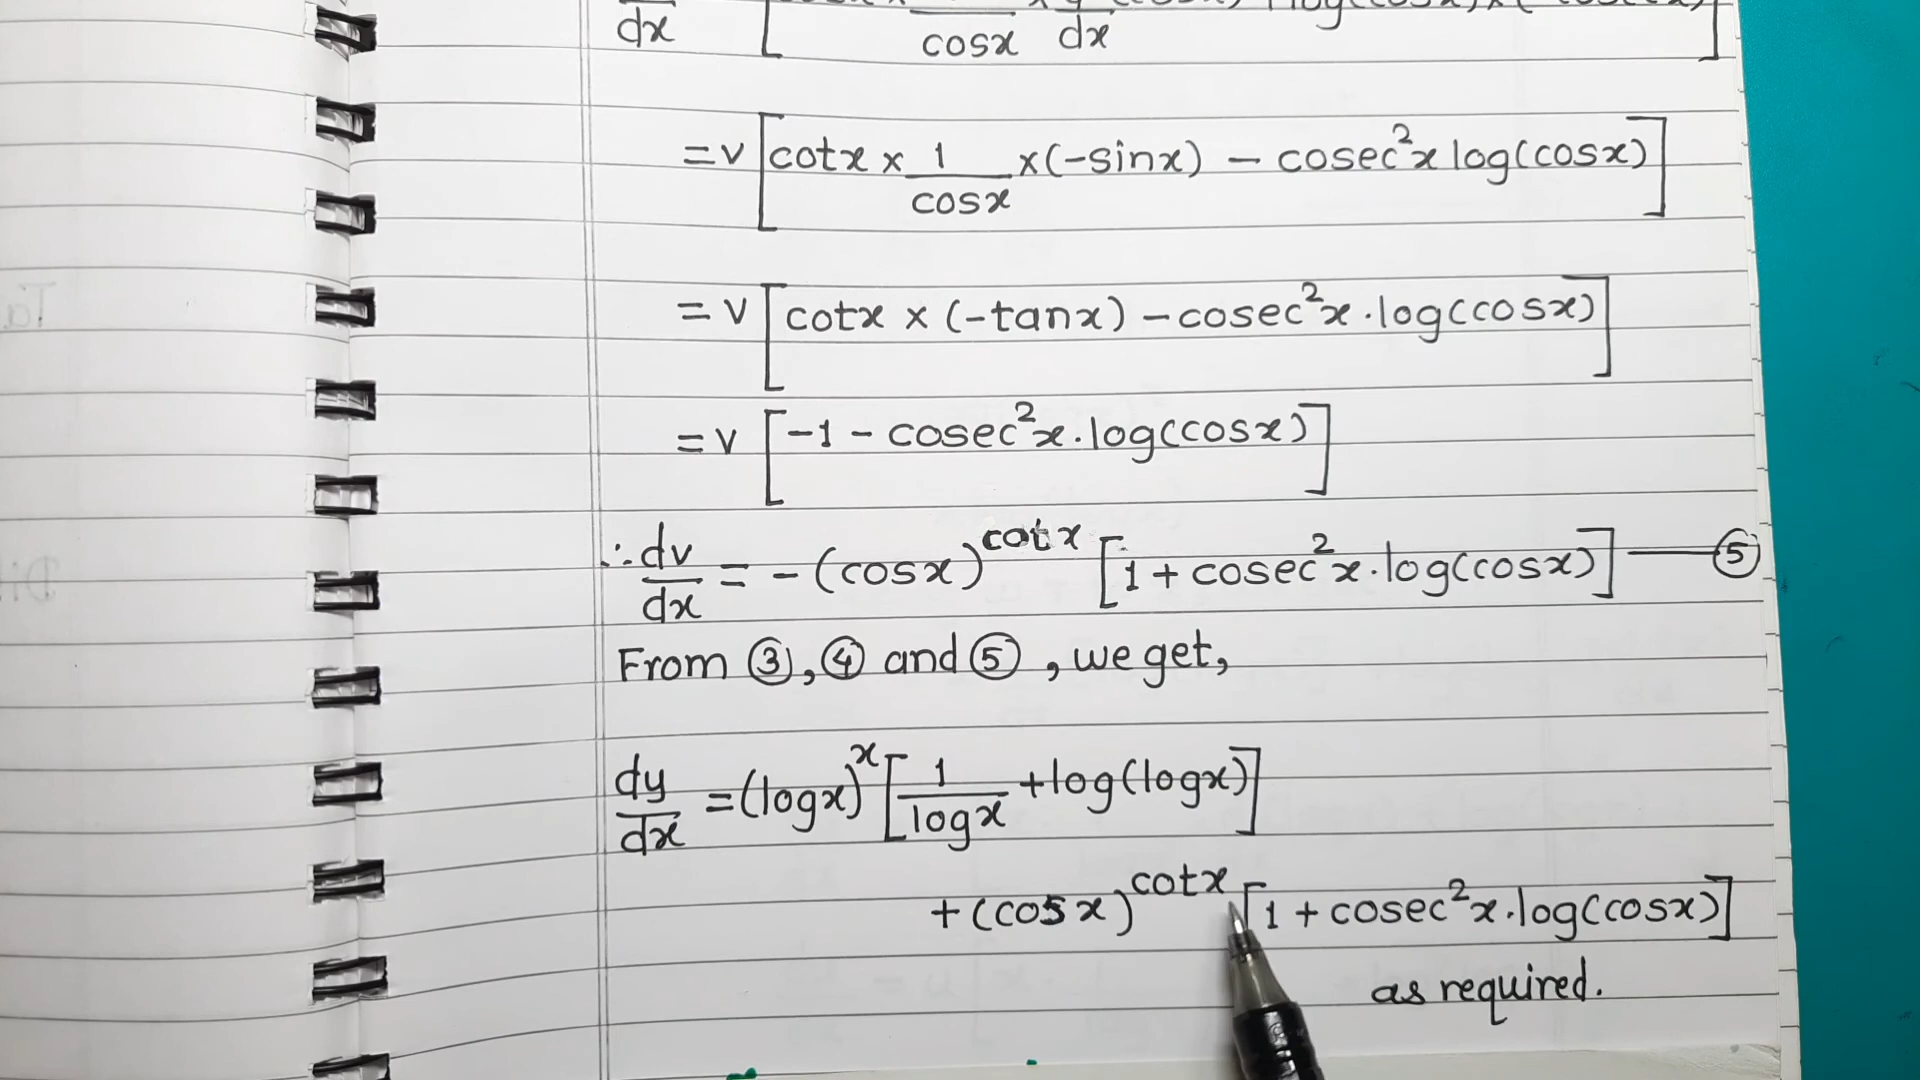 dx [ cosx dx ]
= v [cotx × 1/cosx × (-sinx) - cosec²x log(cosx)]
= v [cotx × (-tanx) - cosec²x . log(cosx)]
= v [-1 - cosec²x . log(cosx)]
∴ dv/dx = - (cosx)^cotx [1 + cosec²x . log(cosx)] — ⑤
From ③, ④ and ⑤, we get,
dy/dx = (logx)^x [1/logx + log(logx)]
+ (cosx)^cotx [1 + cosec²x . log(cosx)]
as required.